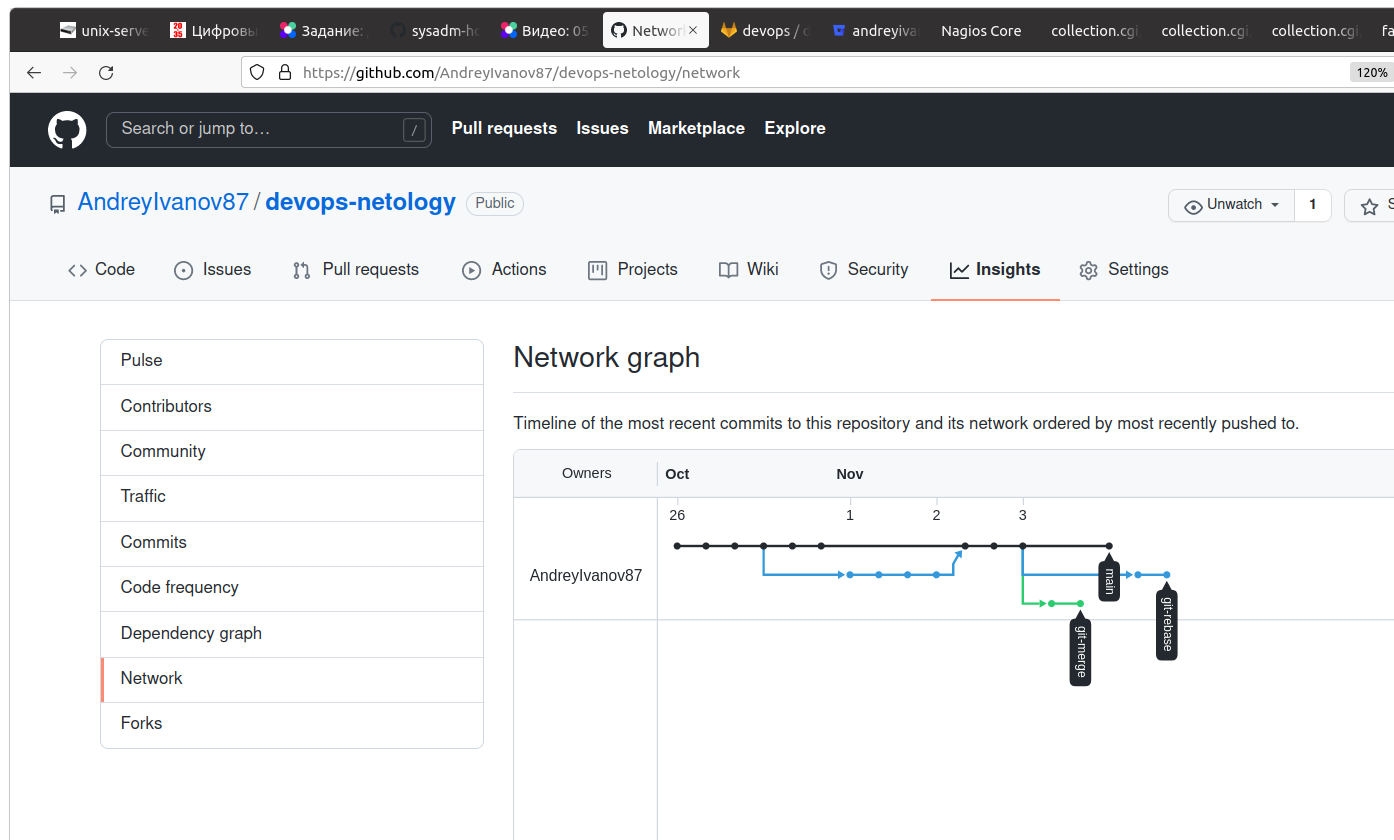 unix-serve
Цифровы
Задание:
sysadm-ho
Видео: 05
Networ
devops / d
andreyiva
Nagios Core
collection.cgi
collection.cgi
collection.cgi
fa
https://github.com/AndreyIvanov87/devops-netology/network
120%
Search or jump to…
/
Pull requests
Issues
Marketplace
Explore
AndreyIvanov87 / devops-netology
Public
Unwatch
1
S
Code
Issues
Pull requests
Actions
Projects
Wiki
Security
Insights
Settings
Pulse
Contributors
Community
Traffic
Commits
Code frequency
Dependency graph
Network
Forks
Network graph
Timeline of the most recent commits to this repository and its network ordered by most recently pushed to.
Owners
Oct
Nov
26
1
2
3
AndreyIvanov87
main
git-rebase
git-merge